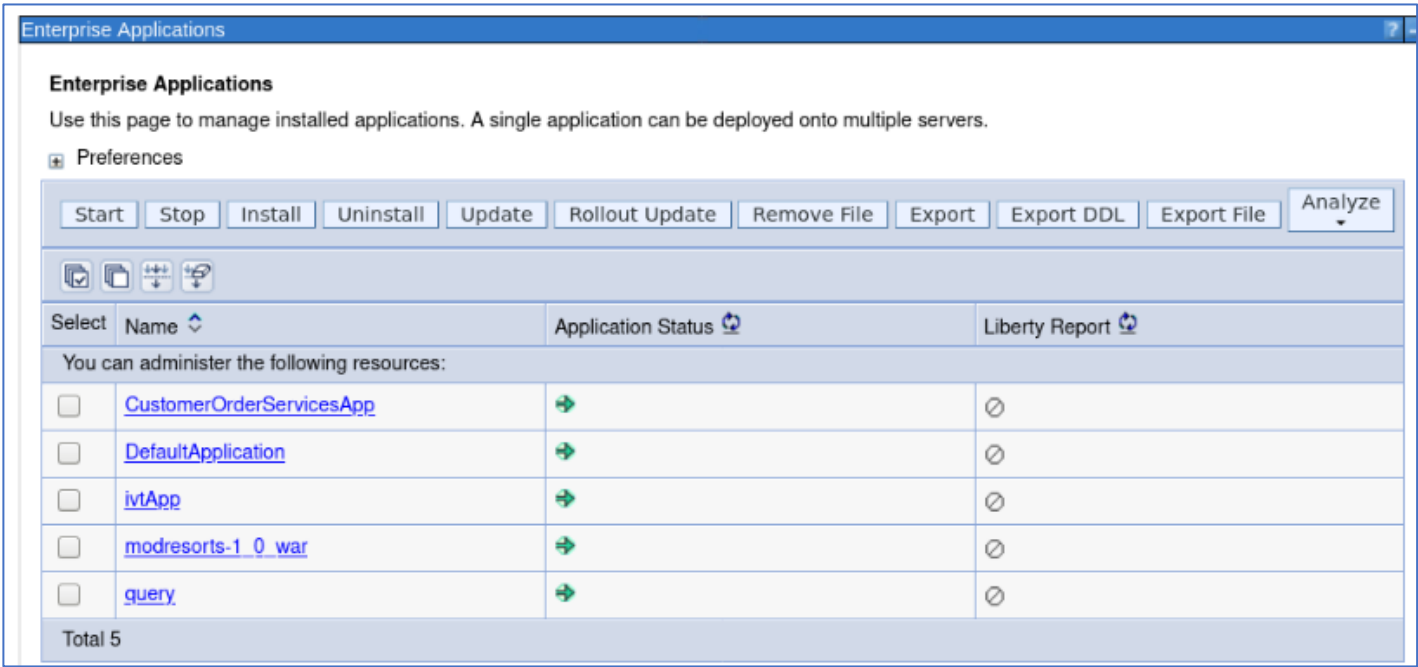 Enterprise Applications ? -
Enterprise Applications
Use this page to manage installed applications. A single application can be deployed onto multiple servers.
Preferences
Start Stop Install Uninstall Update Rollout Update Remove File Export Export DDL Export File Analyze
Select Name Application Status Liberty Report
You can administer the following resources:
CustomerOrderServicesApp
DefaultApplication
ivtApp
modresorts-1_0_war
query
Total 5